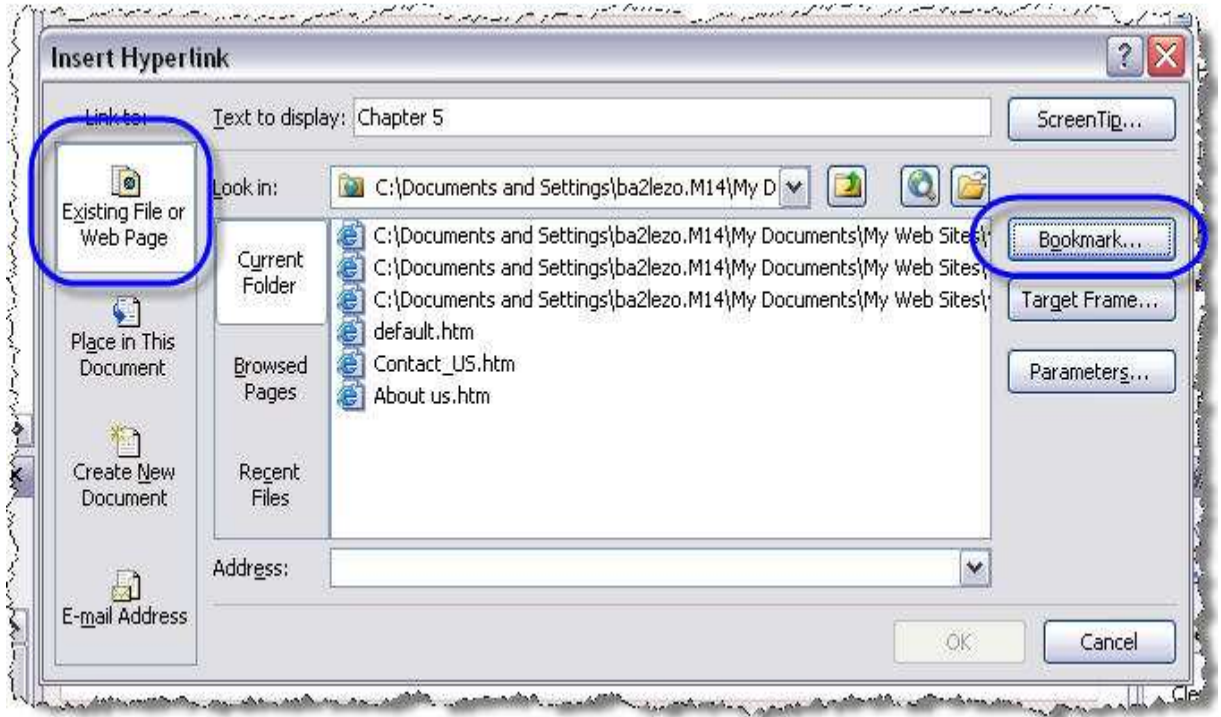 Insert Hyperlink
Link to:
Text to display: Chapter 5
ScreenTip...
Existing File or
Web Page
Look in:
C:\Documents and Settings\ba2lezo.M14\My D
Current
Folder
C:\Documents and Settings\ba2lezo.M14\My Documents\My Web Sites\
C:\Documents and Settings\ba2lezo.M14\My Documents\My Web Sites\
C:\Documents and Settings\ba2lezo.M14\My Documents\My Web Sites\
default.htm
Contact_US.htm
About us.htm
Bookmark...
Target Frame...
Parameters...
Place in This
Document
Browsed
Pages
Create New
Document
Recent
Files
Address:
E-mail Address
OK
Cancel
Cle